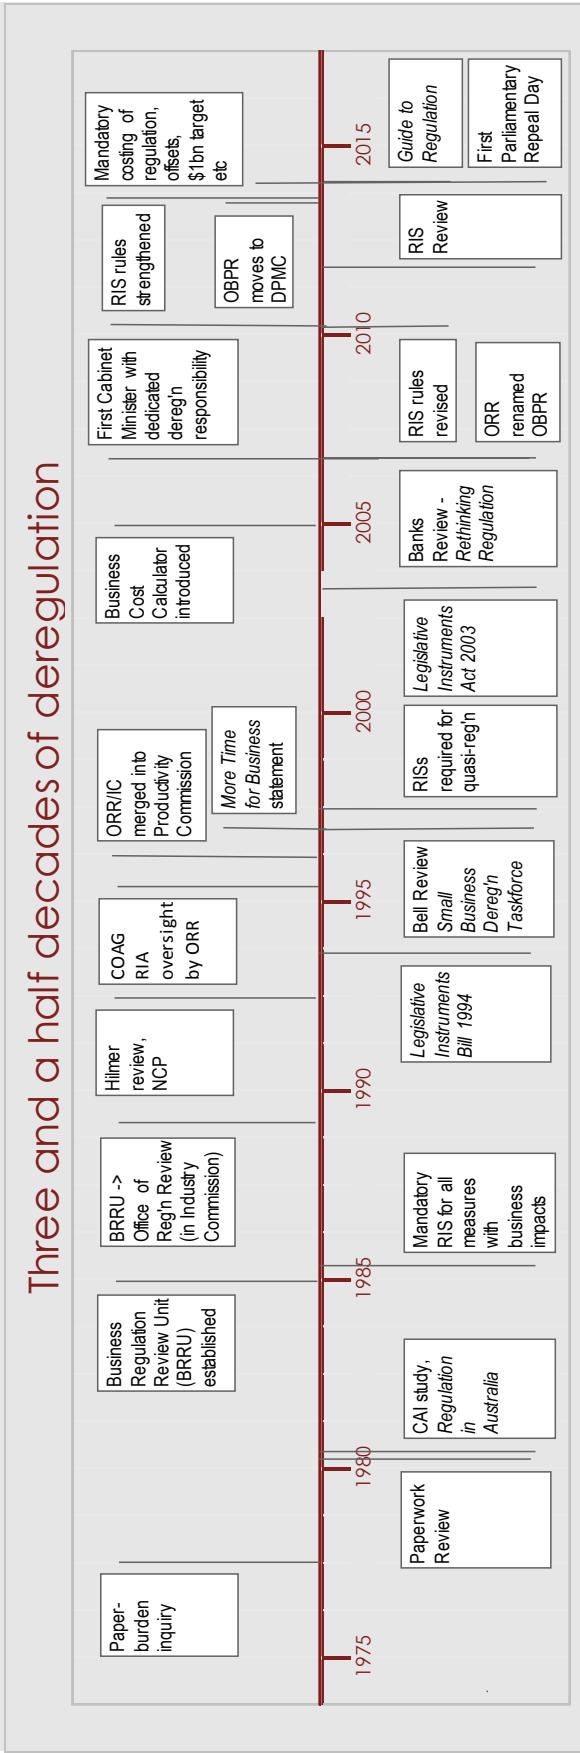 Three and a half decades of deregulation
Paper-
burden
inquiry
Business
Regulation
Review Unit
(BRRU)
established
BRRU ->
Office of
Reg'n Review
(in Industry
Commission)
Hilmer
review,
NCP
COAG
RIA
oversight
by ORR
ORR/IC
merged into
Productivity
Commission
More Time
for Business
statement
Business
Cost
Calculator
introduced
First Cabinet
Minister with
dedicated
dereg'n
responsibility
RIS rules
strengthened
OBPR
moves to
DPMC
Mandatory
costing of
regulation,
offsets,
$1bn target
etc
1975
1980
1985
1990
1995
2000
2005
2010
2015
Paperwork
Review
CAI study,
Regulation
in
Australia
Mandatory
RIS for all
measures
with
business
impacts
Legislative
Instruments
Bill 1994
Bell Review
Small
Business
Dereg'n
Taskforce
RISs
required for
quasi-reg'n
Legislative
Instruments
Act 2003
Banks
Review -
Rethinking
Regulation
RIS rules
revised
ORR
renamed
OBPR
RIS
Review
Guide to
Regulation
First
Parliamentary
Repeal Day